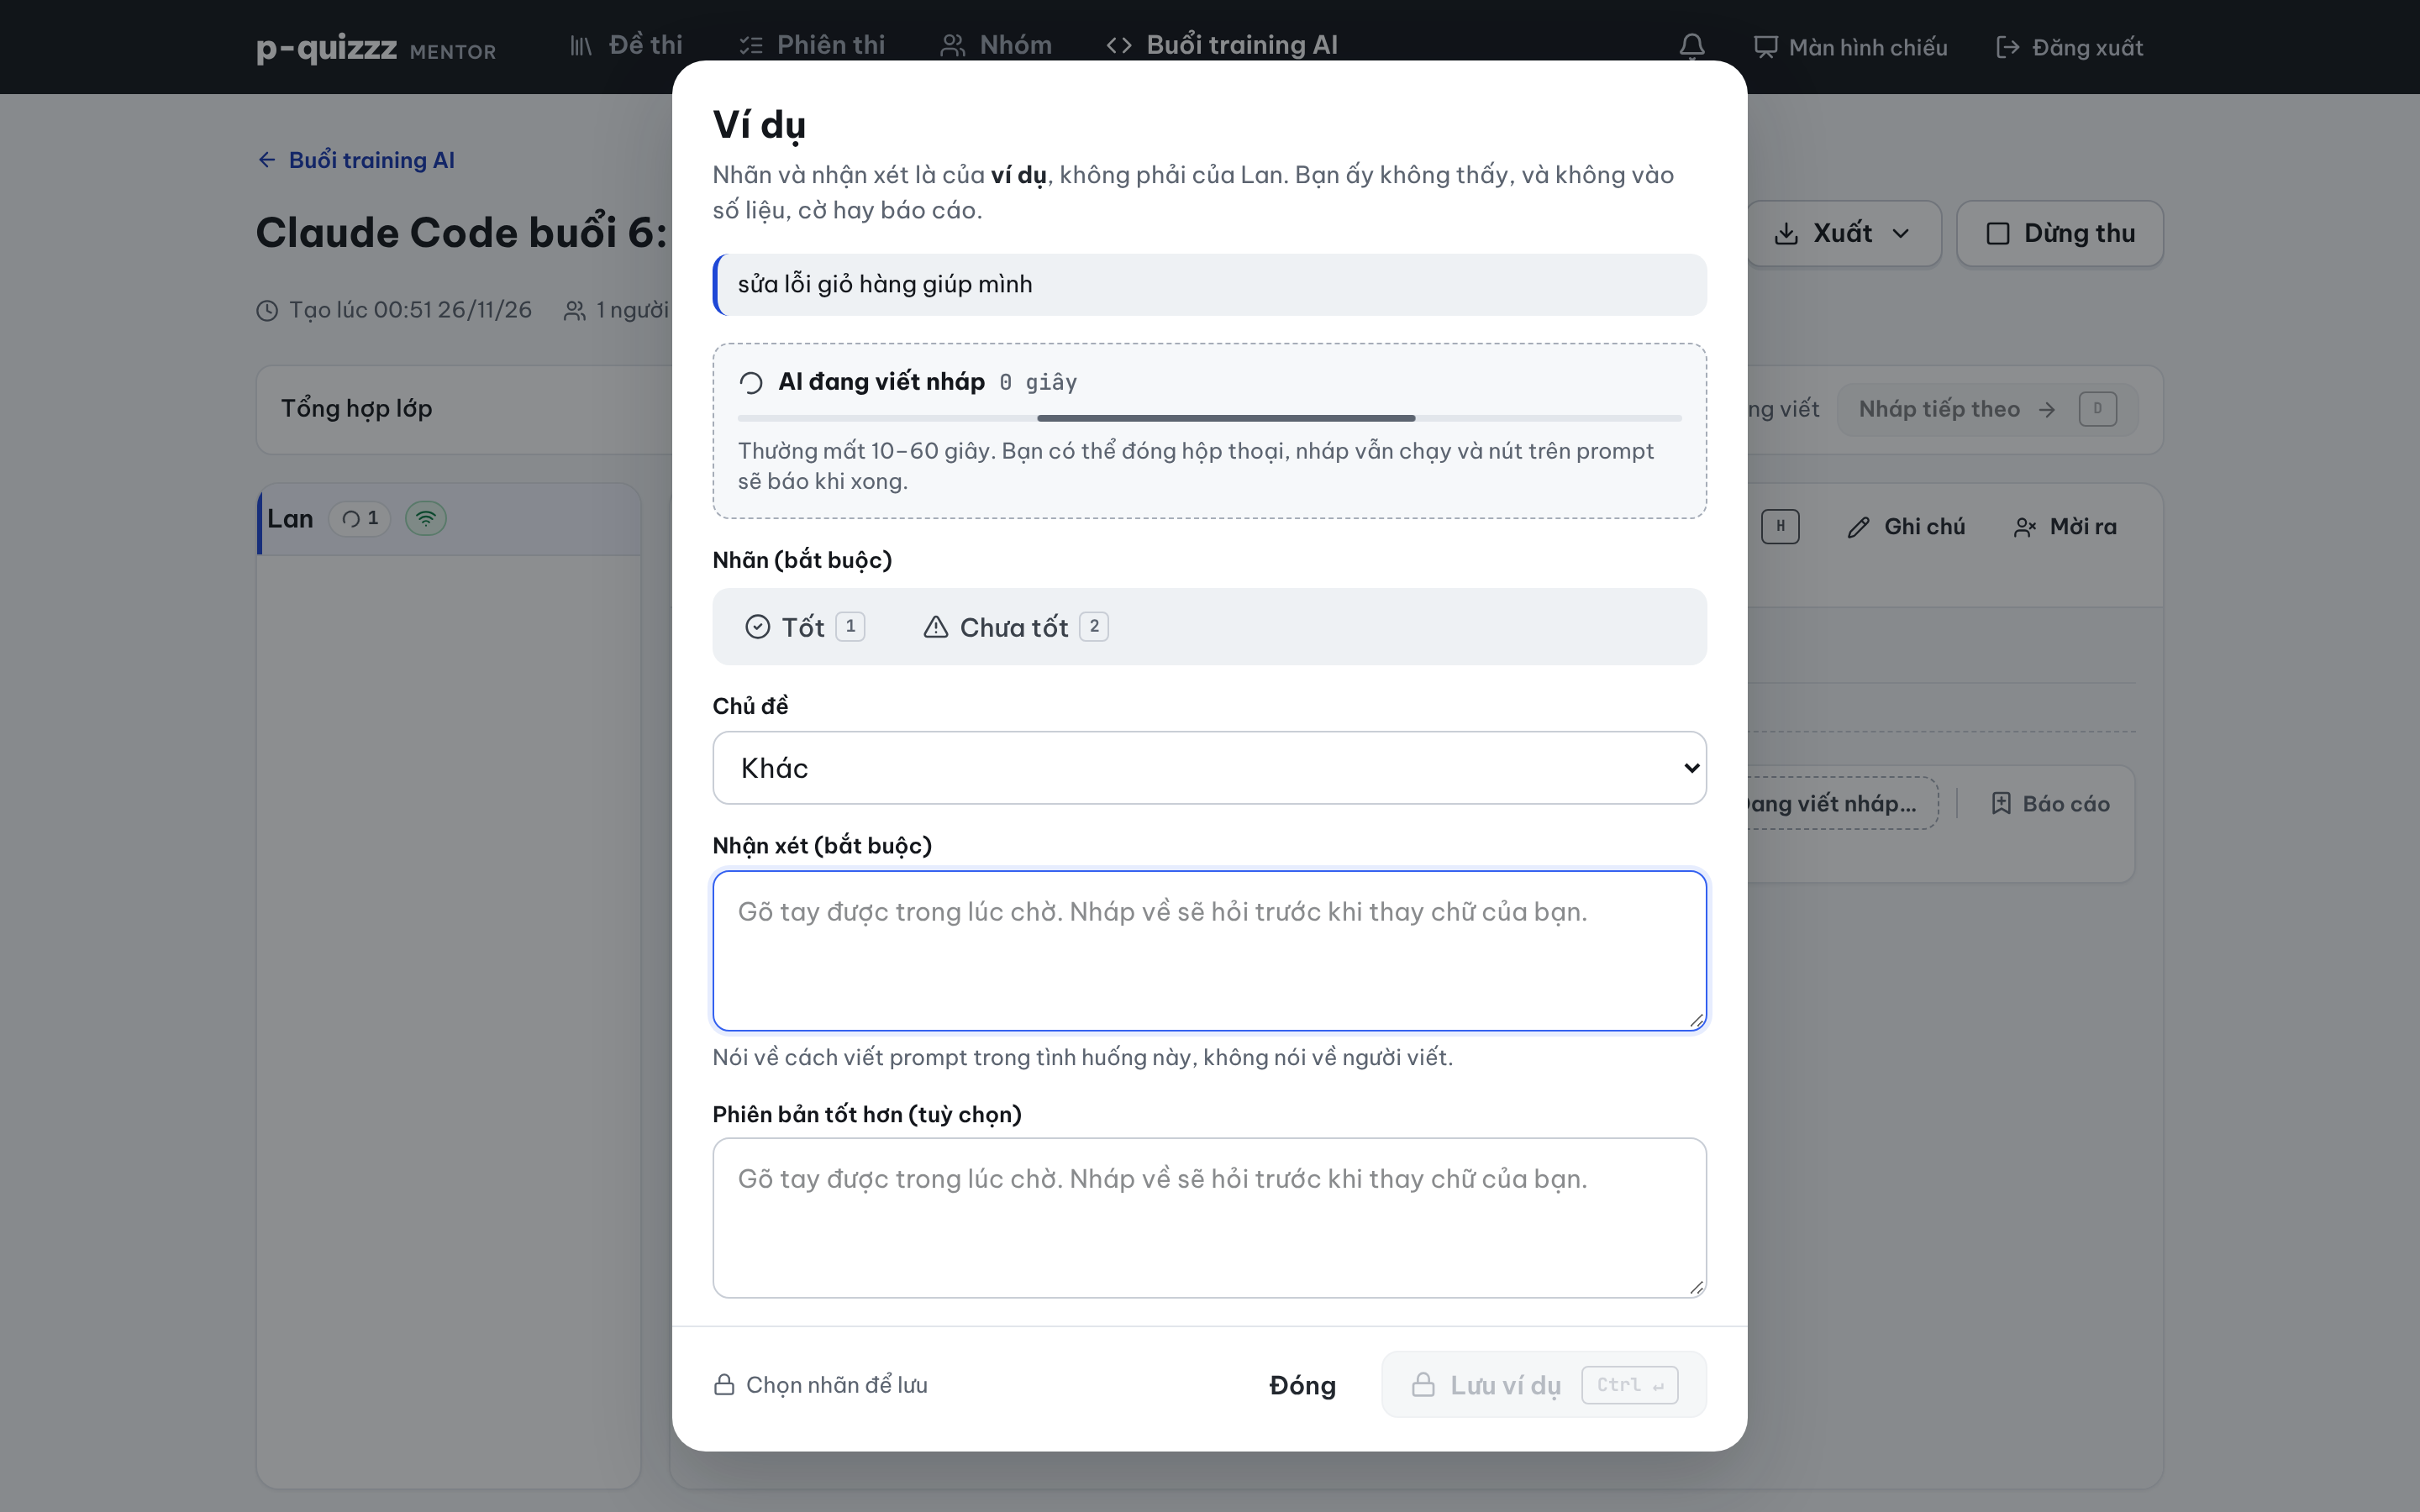 p-quizzz MENTOR
Đề thi
Phiên thi
Nhóm
Buổi training AI
Màn hình chiếu
Đăng xuất
Buổi training AI
Claude Code buổi 6:
Xuất
Dừng thu
Tạo lúc 00:51 26/11/26
1 người
Tổng hợp lớp
viết
Nháp tiếp theo
D
Lan
1
H
Ghi chú
Mời ra
viết nháp...
Báo cáo
Ví dụ
Nhãn và nhận xét là của ví dụ, không phải của Lan. Bạn ấy không thấy, và không vào
số liệu, cờ hay báo cáo.
sửa lỗi giỏ hàng giúp mình
AI đang viết nháp 0 giây
Thường mất 10–60 giây. Bạn có thể đóng hộp thoại, nháp vẫn chạy và nút trên prompt
sẽ báo khi xong.
Nhãn (bắt buộc)
Tốt 1
Chưa tốt 2
Chủ đề
Khác
Nhận xét (bắt buộc)
Gõ tay được trong lúc chờ. Nháp về sẽ hỏi trước khi thay chữ của bạn.
Nói về cách viết prompt trong tình huống này, không nói về người viết.
Phiên bản tốt hơn (tuỳ chọn)
Gõ tay được trong lúc chờ. Nháp về sẽ hỏi trước khi thay chữ của bạn.
Chọn nhãn để lưu
Đóng
Lưu ví dụ Ctrl ↵